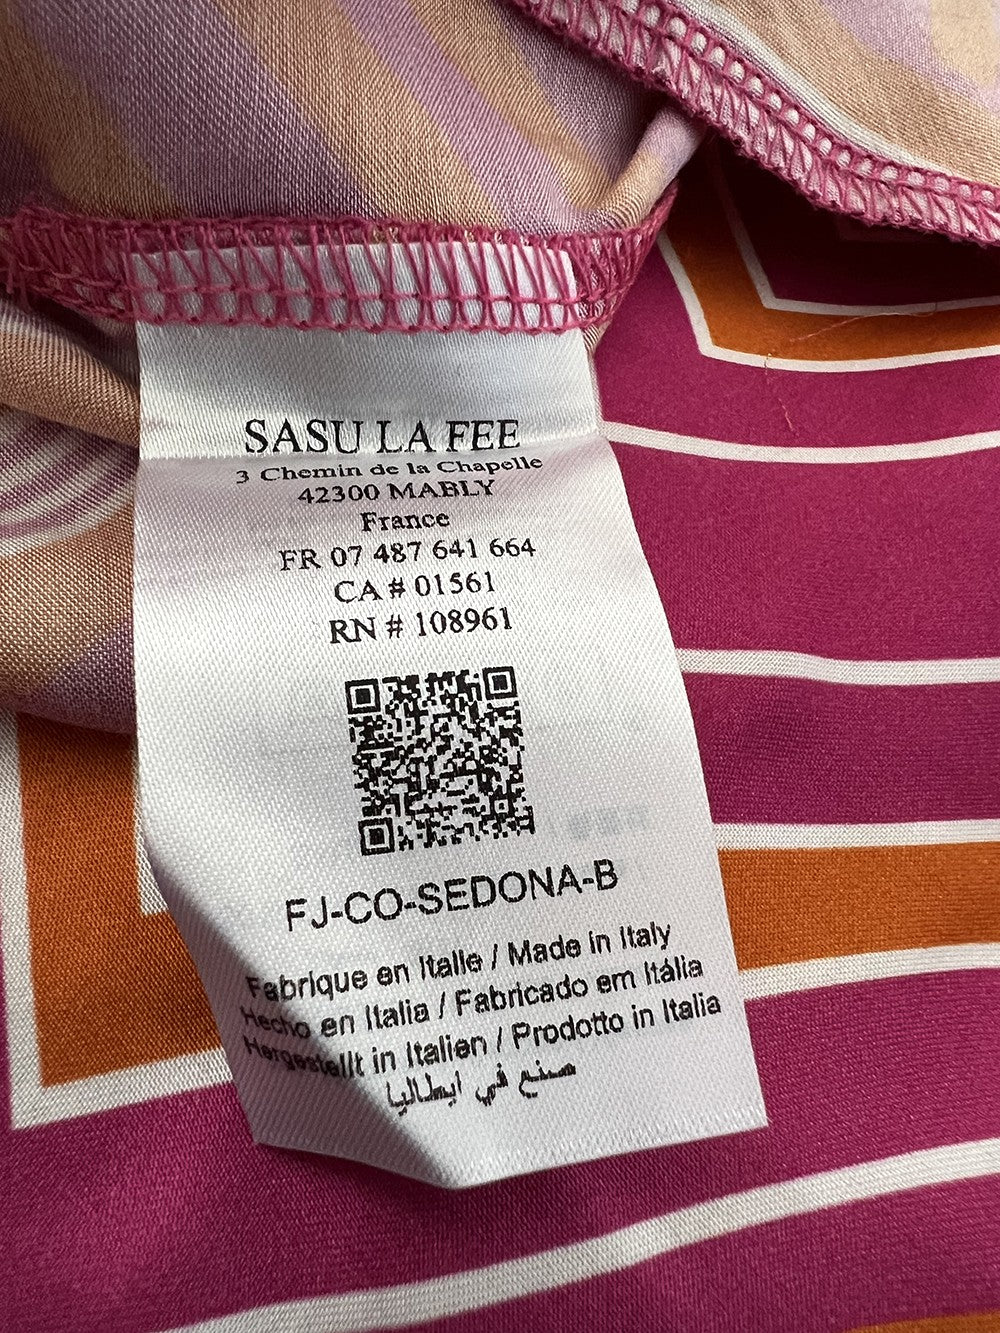 SASU LA FEE
3 Chemin de la Chapelle
42300 MABLY
France
FR 07 487 641 664
CA # 01561
RN # 108961
FJ-CO-SEDONA-B
Fabrique en Italie / Made in Italy
Hecho en Italia / Fabricado em Itália
Hergestellt in Italien / Prodotto in Italia
صنع في ايطاليا